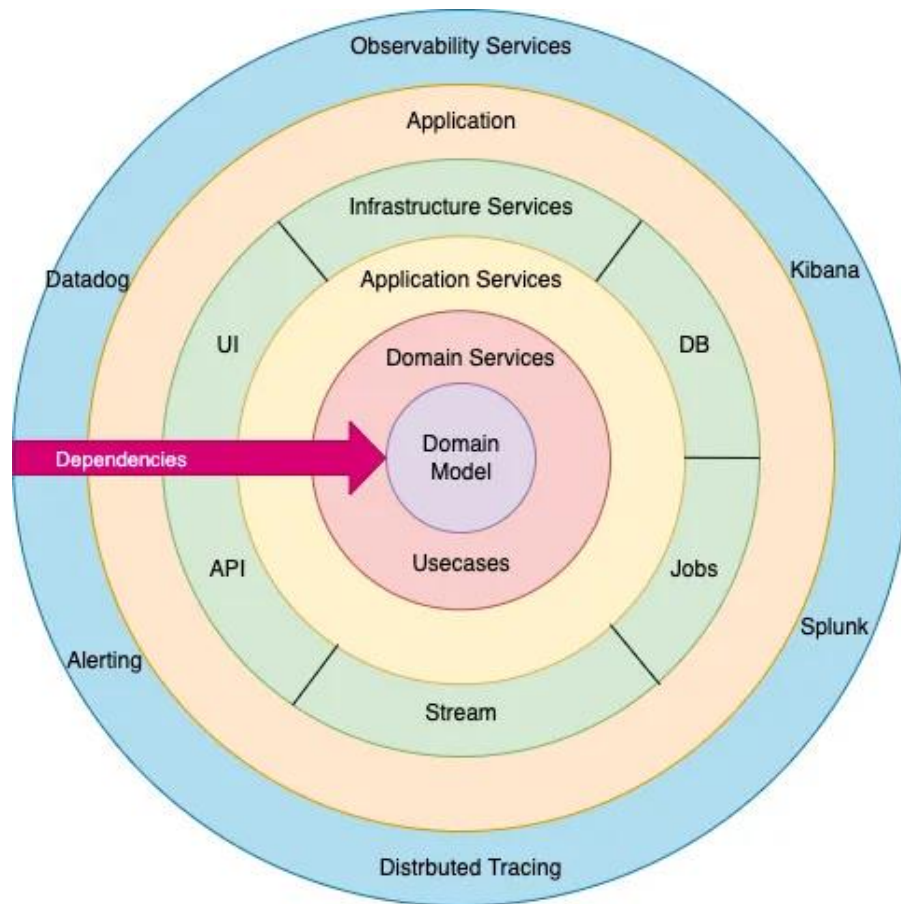 Observability Services
Application
Infrastructure Services
Datadog
Kibana
Application Services
UI
DB
Domain Services
Domain
Model
Dependencies
Usecases
API
Jobs
Alerting
Splunk
Stream
Distrbuted Tracing